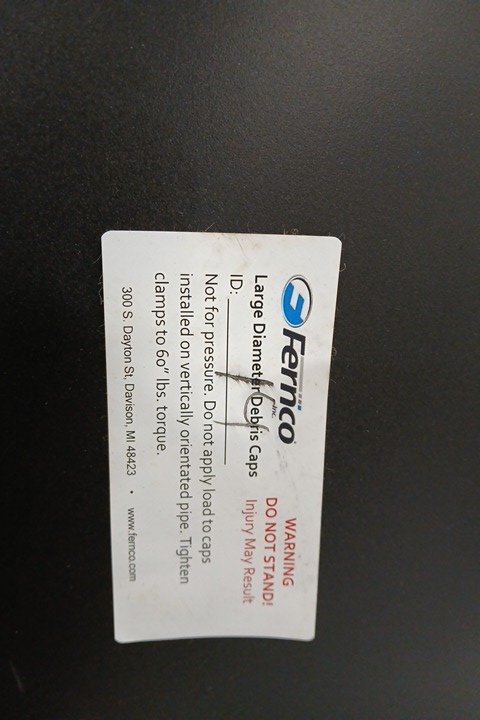 Fernco
Inc.
WARNING
DO NOT STAND!
Injury May Result
Large Diameter Debris Caps
ID:
Not for pressure. Do not apply load to caps
installed on vertically orientated pipe. Tighten
clamps to 60" lbs. torque.
300 S. Dayton St, Davison, MI 48423 • www.fernco.com